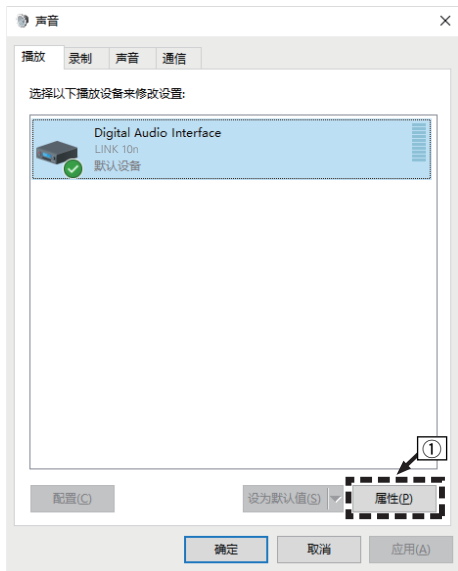 声音
播放 录制 声音 通信
选择以下播放设备来修改设置:
Digital Audio Interface
LINK 10n
默认设备
①
配置(C) 设为默认值(S) 属性(P)
确定 取消 应用(A)